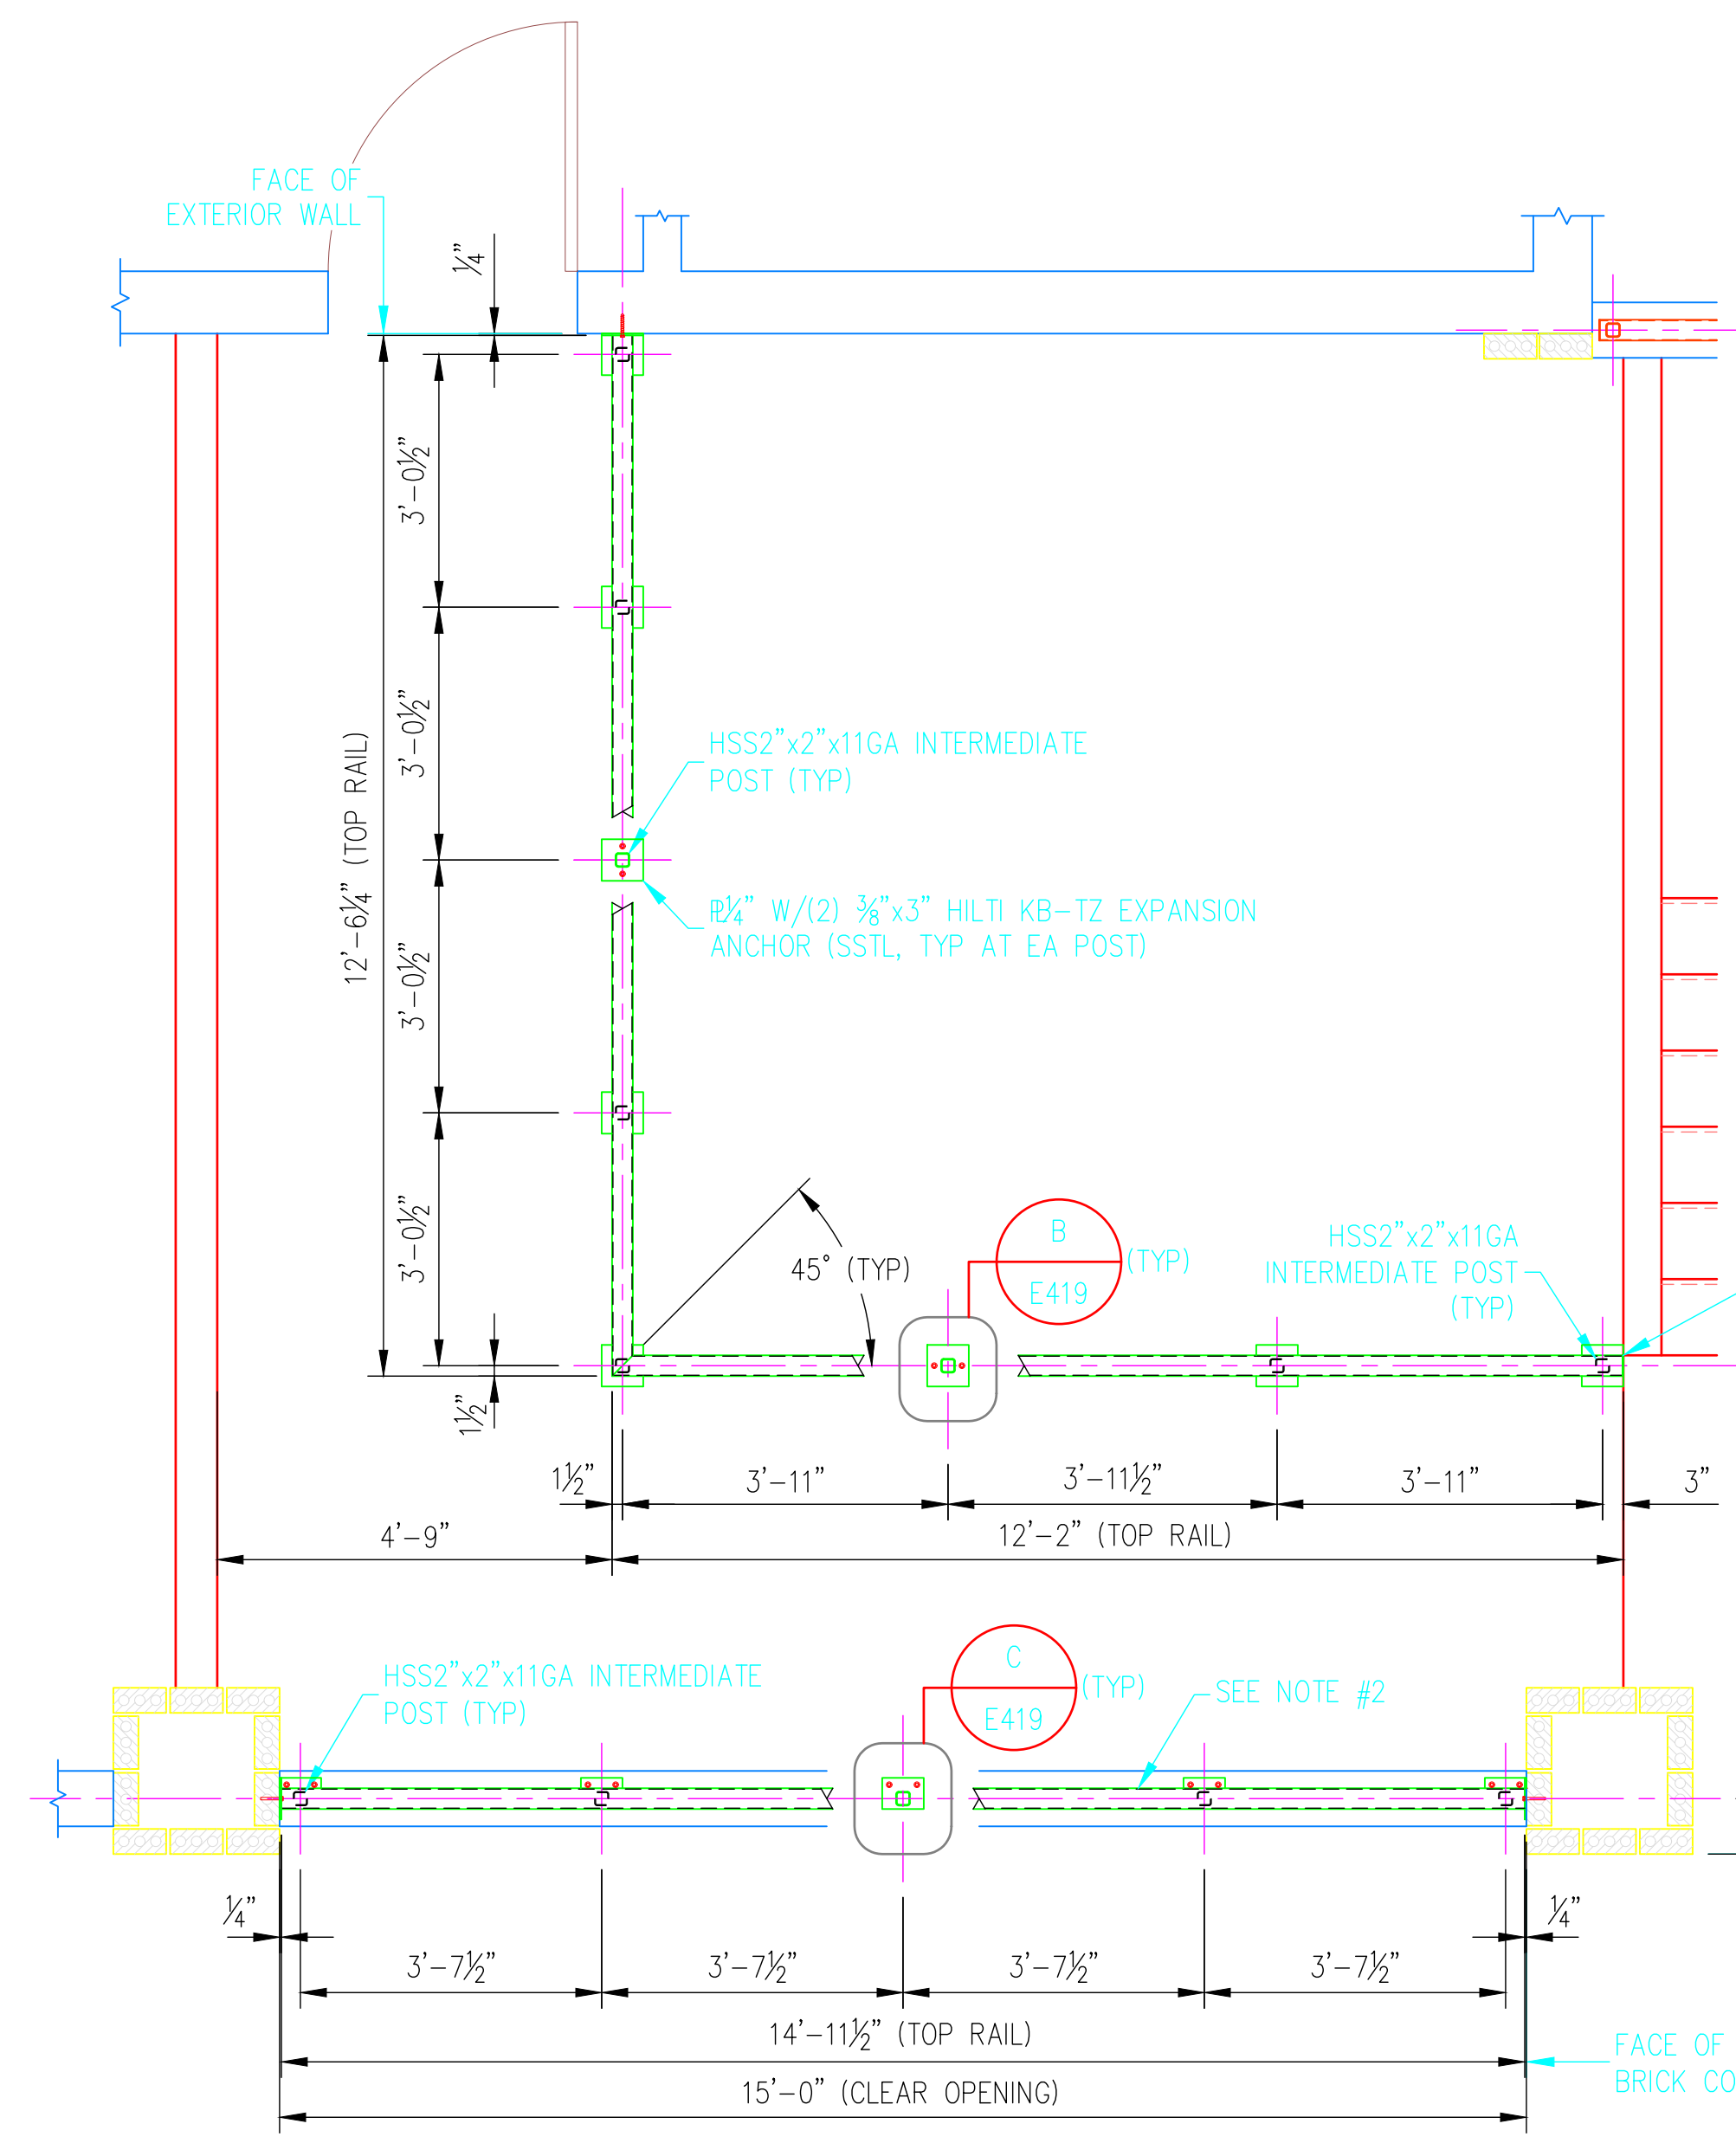 FACE OF
EXTERIOR WALL
¼"
3'-0½"
3'-0½"
12'-6¼" (TOP RAIL)
3'-0½"
3'-0½"
1½"
HSS2"x2"x11GA INTERMEDIATE
POST (TYP)
PL¼" W/(2) ⅜"x3" HILTI KB-TZ EXPANSION
ANCHOR (SSTL, TYP AT EA POST)
45° (TYP)
B
E419
(TYP)
HSS2"x2"x11GA
INTERMEDIATE POST
(TYP)
1½"
3'-11"
3'-11½"
3'-11"
3"
4'-9"
12'-2" (TOP RAIL)
HSS2"x2"x11GA INTERMEDIATE
POST (TYP)
C
E419
(TYP)
SEE NOTE #2
¼"
¼"
3'-7½"
3'-7½"
3'-7½"
3'-7½"
14'-11½" (TOP RAIL)
15'-0" (CLEAR OPENING)
FACE OF
BRICK CO